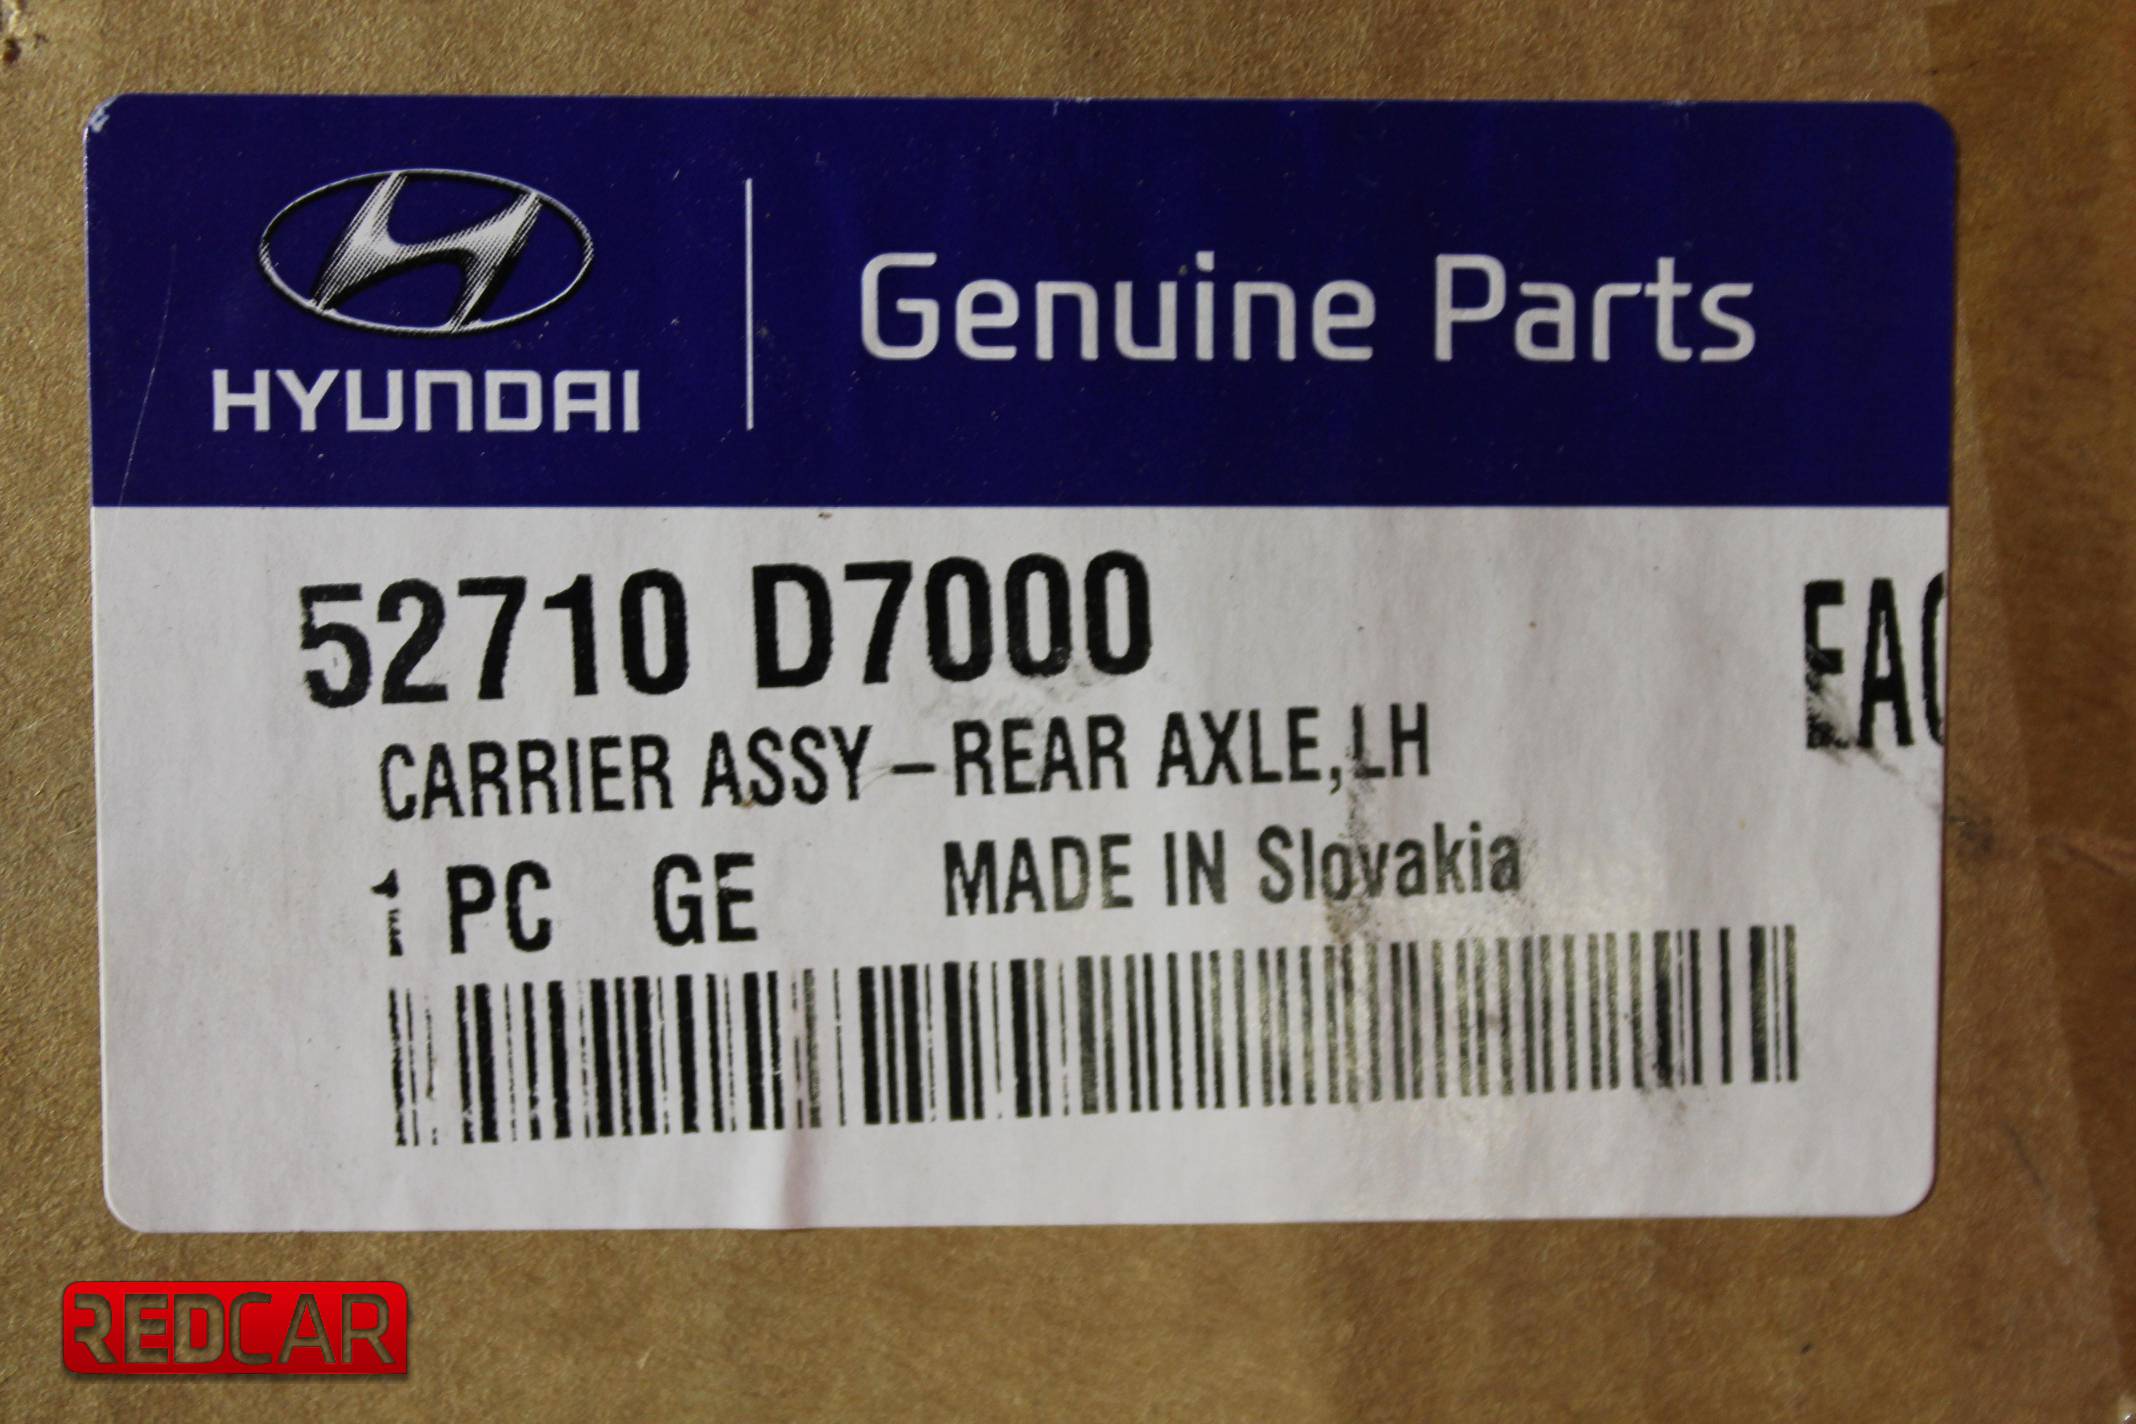 HYUNDAI
Genuine Parts
52710 D7000
CARRIER ASSY-REAR AXLE,LH
1 PC GE MADE IN Slovakia
REDCAR